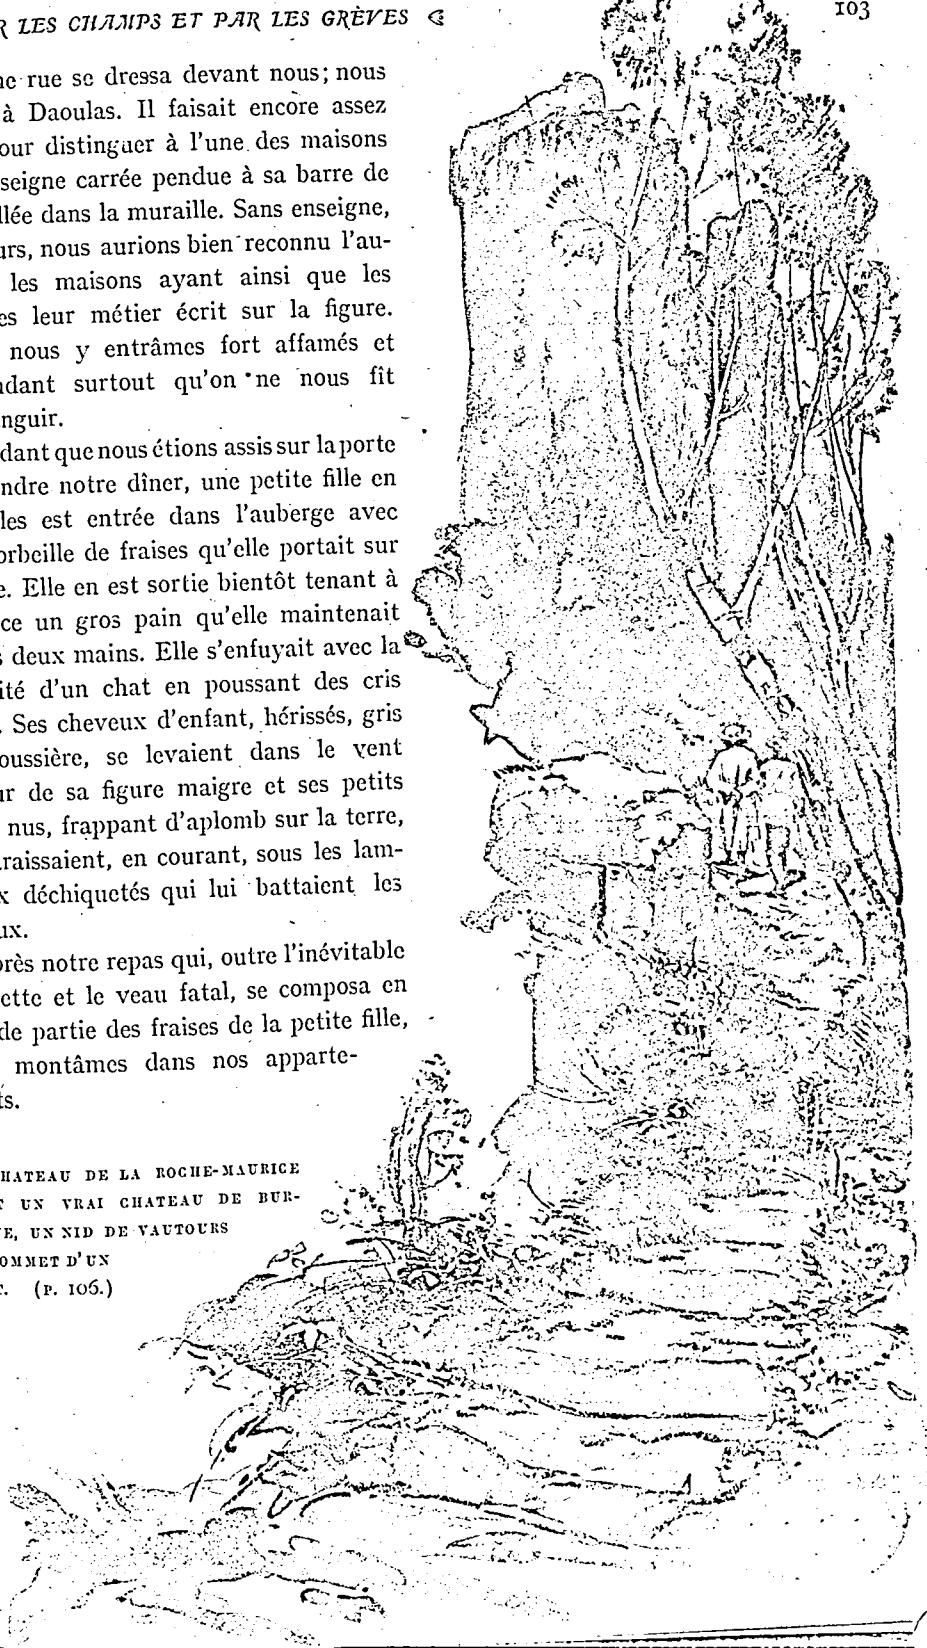 LES CHAMPS ET PAR LES GRÈVES 103
rue se dressa devant nous; nous
à Daoulas. Il faisait encore assez
our distinguer à l'une des maisons
seigne carrée pendue à sa barre de
llée dans la muraille. Sans enseigne,
urs, nous aurions bien reconnu l'au-
les maisons ayant ainsi que les
es leur métier écrit sur la figure.
nous y entrâmes fort affamés et
ndant surtout qu'on ne nous fît
nguir.
dant que nous étions assis sur la porte
ndre notre dîner, une petite fille en
les est entrée dans l'auberge avec
orbeille de fraises qu'elle portait sur
e. Elle en est sortie bientôt tenant à
ce un gros pain qu'elle maintenait
s deux mains. Elle s'enfuyait avec la
ité d'un chat en poussant des cris
. Ses cheveux d'enfant, hérissés, gris
oussière, se levaient dans le vent
ur de sa figure maigre et ses petits
nus, frappant d'aplomb sur la terre,
raissaient, en courant, sous les lam-
x déchiquetés qui lui battaient les
ux.
près notre repas qui, outre l'inévitable
ette et le veau fatal, se composa en
de partie des fraises de la petite fille,
montâmes dans nos apparte-
ts.
HATEAU DE LA ROCHE-MAURICE
T UN VRAI CHATEAU DE BUR-
VE, UN NID DE VAUTOURS
OMMET D'UN
T. (P. 106.)